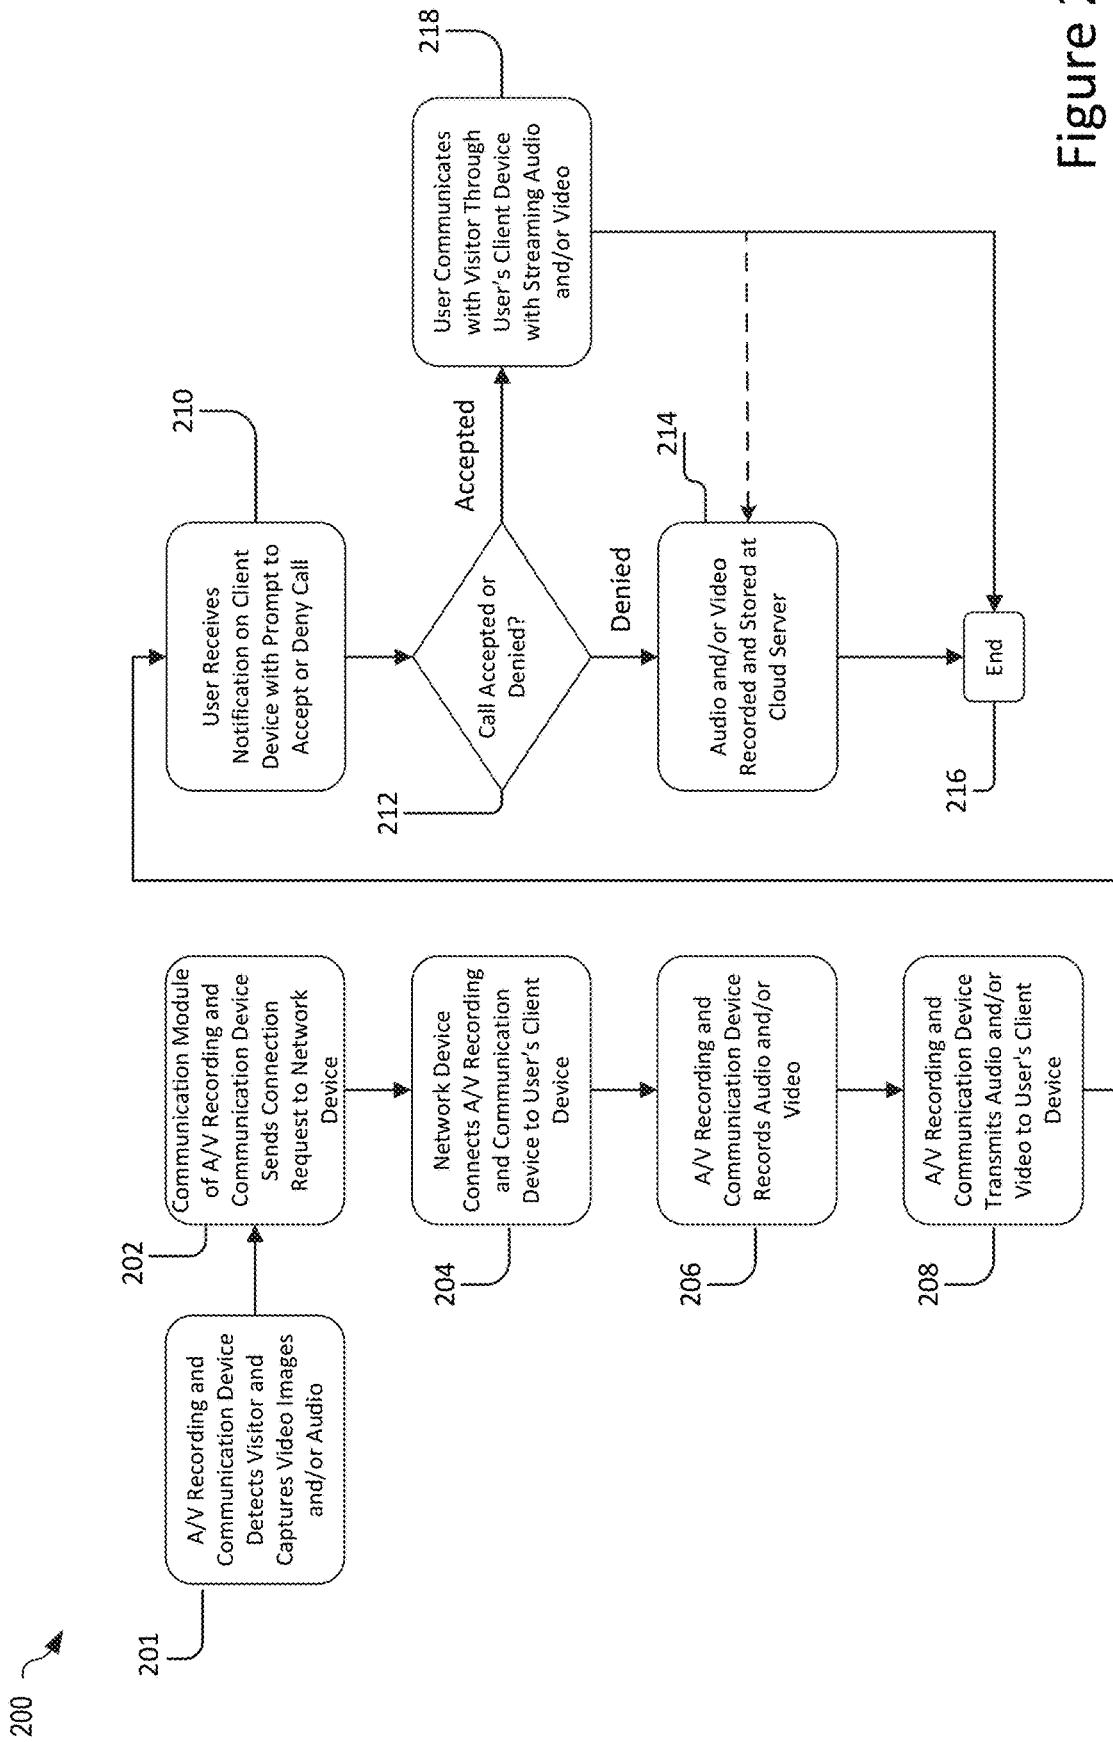 200
201
A/V Recording and
Communication Device
Detects Visitor and
Captures Video Images
and/or Audio
202
Communication Module
of A/V Recording and
Communication Device
Sends Connection
Request to Network
Device
204
Network Device
Connects A/V Recording
and Communication
Device to User's Client
Device
206
A/V Recording and
Communication Device
Records Audio and/or
Video
208
A/V Recording and
Communication Device
Transmits Audio and/or
Video to User's Client
Device
210
User Receives
Notification on Client
Device with Prompt to
Accept or Deny Call
212
Call Accepted or
Denied?
Accepted
Denied
218
User Communicates
with Visitor Through
User's Client Device
with Streaming Audio
and/or Video
214
Audio and/or Video
Recorded and Stored at
Cloud Server
216
End
Figure 2